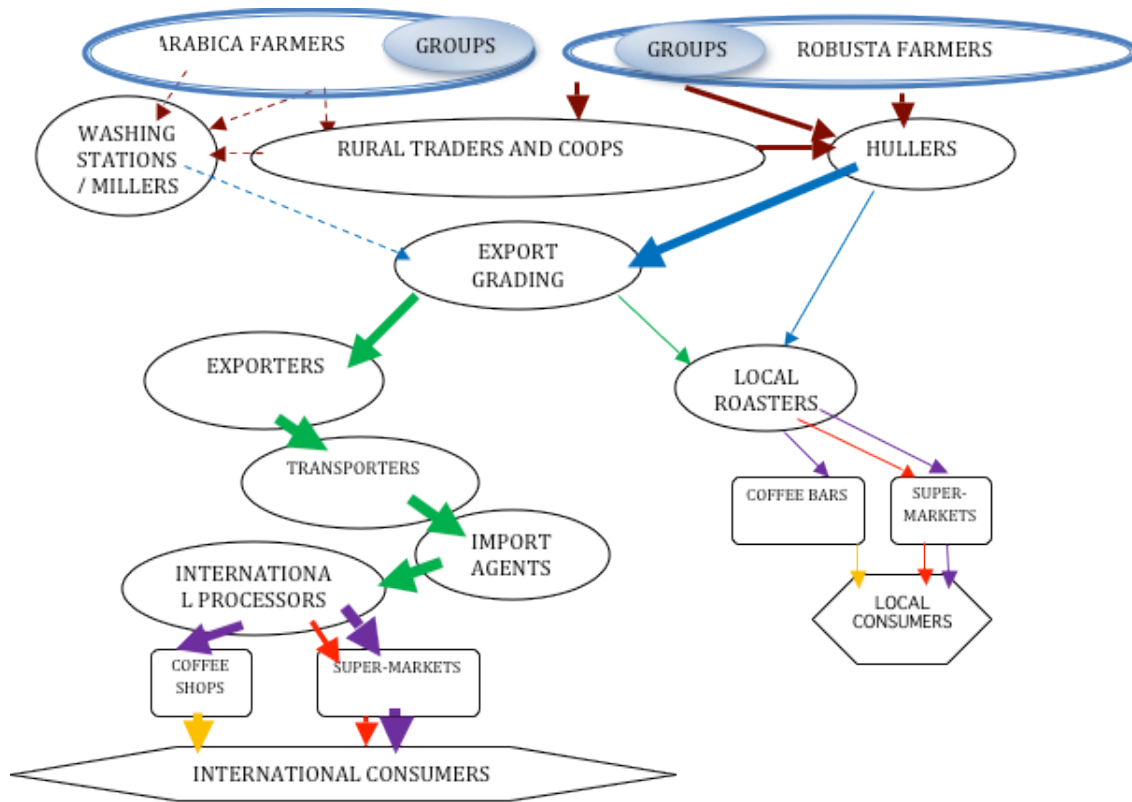 ARABICA FARMERS
GROUPS
GROUPS
ROBUSTA FARMERS
WASHING
STATIONS
/ MILLERS
RURAL TRADERS AND COOPS
HULLERS
EXPORT
GRADING
EXPORTERS
LOCAL
ROASTERS
TRANSPORTERS
COFFEE BARS
SUPER-
MARKETS
IMPORT
AGENTS
INTERNATIONA
L PROCESSORS
LOCAL
CONSUMERS
COFFEE
SHOPS
SUPER-MARKETS
INTERNATIONAL CONSUMERS